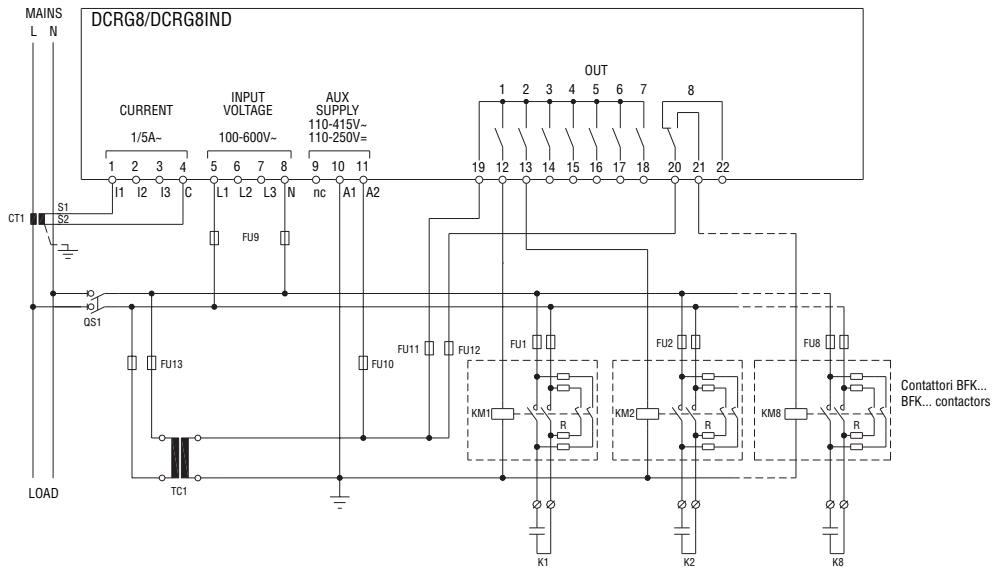 MAINS
L N
DCRG8/DCRG8IND
OUT
1 2 3 4 5 6 7 8
CURRENT
1/5A~
INPUT
VOLTAGE
100-600V~
AUX
SUPPLY
110-415V~
110-250V=
1 2 3 4 5 6 7 8 9 10 11 19 12 13 14 15 16 17 18 20 21 22
I1 I2 I3 C L1 L2 L3 N nc A1 A2
CT1
S1
S2
FU9
QS1
FU13
FU10
FU11
FU12
FU1
FU2
FU8
KM1
R
KM2
R
KM8
R
Contattori BFK...
BFK... contactors
TC1
LOAD
K1
K2
K8